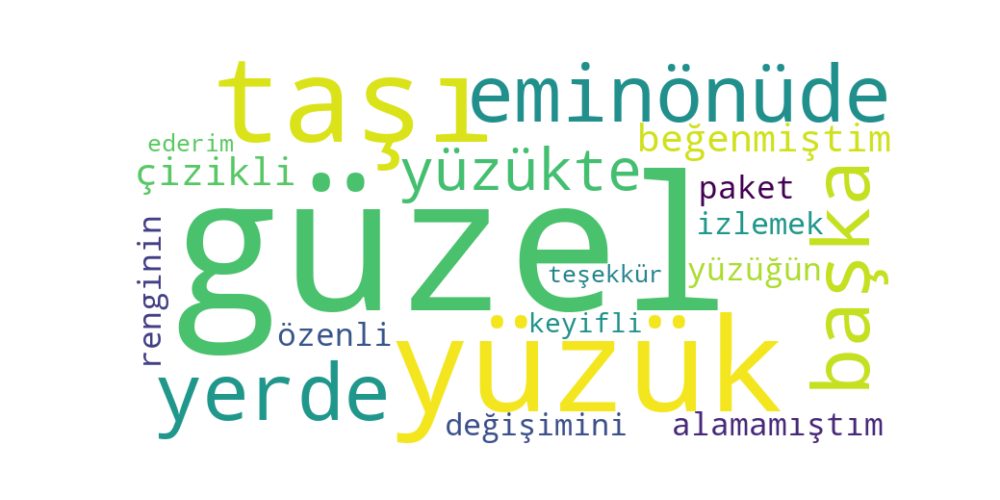 taşı
eminönüde
ederim
beğenmiştim
çizikli
yüzükte
paket
başka
güzel
izlemek
renginin
teşekkür
yüzüğün
özenli
keyifli
yüzük
yerde
değişimini
alamamıştım